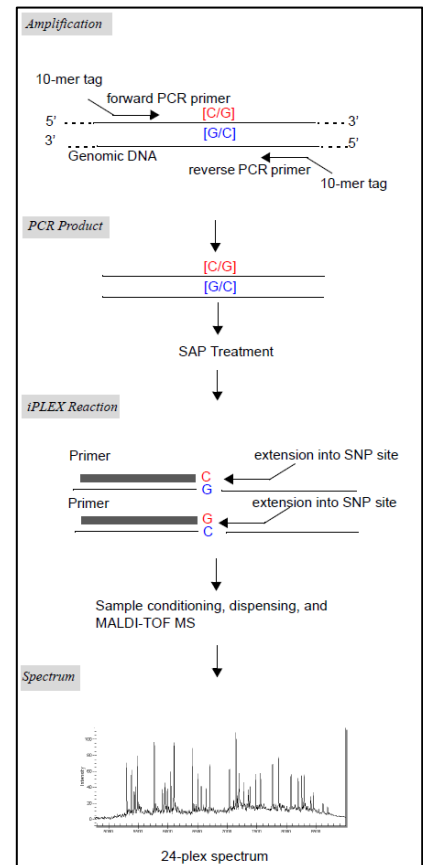 Amplification
10-mer tag
forward PCR primer
[C/G]
5’
3’
[G/C]
3’
5’
Genomic DNA
reverse PCR primer
10-mer tag
PCR Product
[C/G]
[G/C]
SAP Treatment
iPLEX Reaction
Primer
extension into SNP site
C
G
Primer
extension into SNP site
G
C
Sample conditioning, dispensing, and
MALDI-TOF MS
Spectrum
Intensity
24-plex spectrum